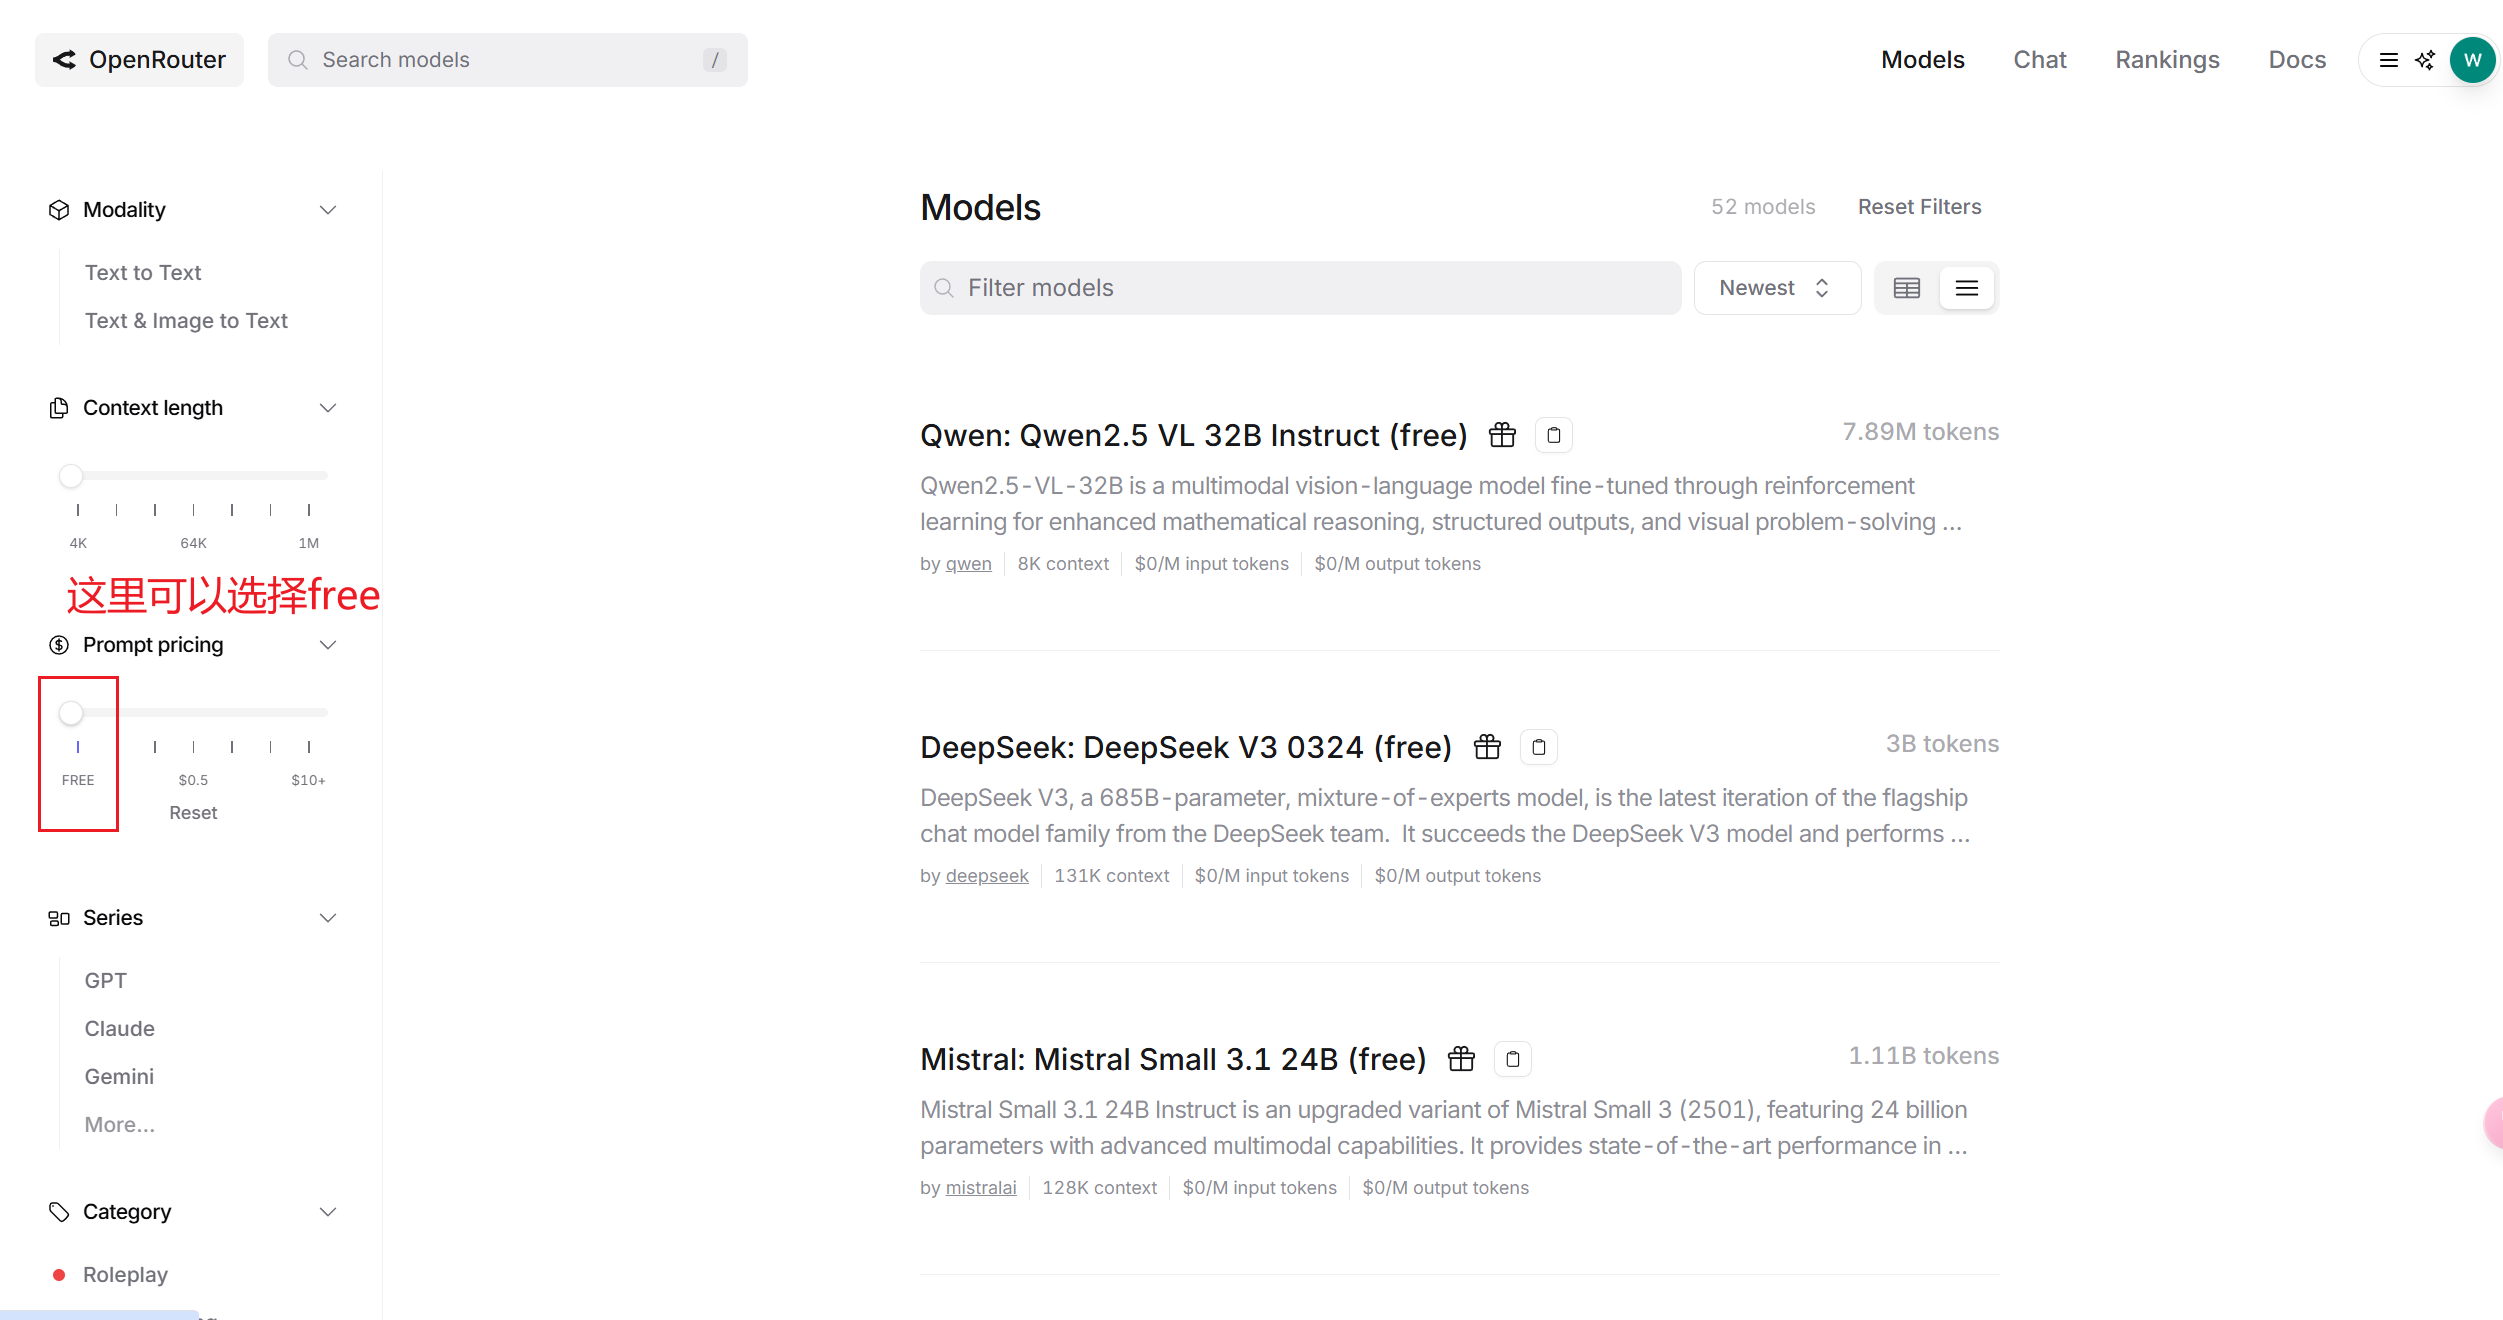 OpenRouter
Search models
/
Models
Chat
Rankings
Docs
W
Modality
Text to Text
Text & Image to Text
Context length
4K
64K
1M
这里可以选择free
Prompt pricing
FREE
$0.5
$10+
Reset
Series
GPT
Claude
Gemini
More...
Category
Roleplay
Models
52 models
Reset Filters
Filter models
Newest
Qwen: Qwen2.5 VL 32B Instruct (free)
7.89M tokens
Qwen2.5-VL-32B is a multimodal vision-language model fine-tuned through reinforcement
learning for enhanced mathematical reasoning, structured outputs, and visual problem-solving ...
by qwen
8K context
$0/M input tokens
$0/M output tokens
DeepSeek: DeepSeek V3 0324 (free)
3B tokens
DeepSeek V3, a 685B-parameter, mixture-of-experts model, is the latest iteration of the flagship
chat model family from the DeepSeek team.  It succeeds the DeepSeek V3 model and performs ...
by deepseek
131K context
$0/M input tokens
$0/M output tokens
Mistral: Mistral Small 3.1 24B (free)
1.11B tokens
Mistral Small 3.1 24B Instruct is an upgraded variant of Mistral Small 3 (2501), featuring 24 billion
parameters with advanced multimodal capabilities. It provides state-of-the-art performance in ...
by mistralai
128K context
$0/M input tokens
$0/M output tokens